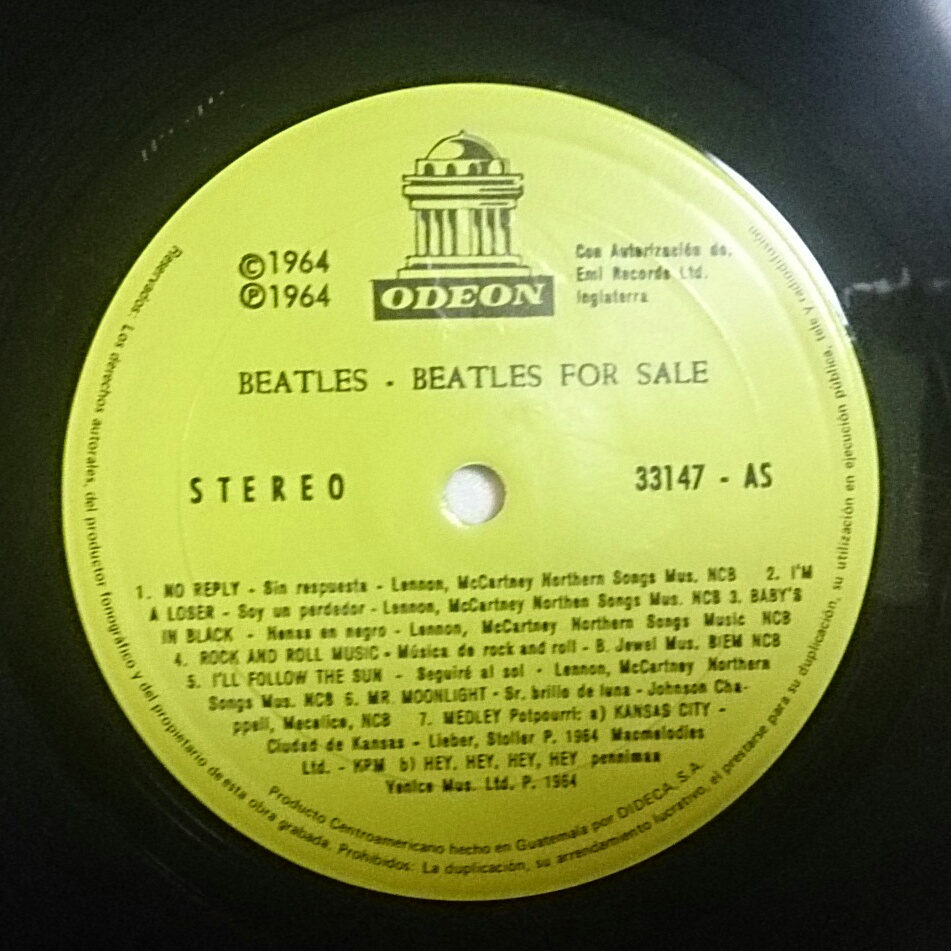 ©1964
℗1964
ODEON
Con Autorización de.
Emi Records Ltd.
Inglaterra
BEATLES - BEATLES FOR SALE
STEREO
33147 - AS
1. NO REPLY - Sin respuesta - Lennon, McCartney Northern Songs Mus. NCB 2. I'M
A LOSER - Soy un perdedor - Lennon, McCartney Northen Songs Mus. NCB 3. BABY'S
IN BLACK - Nenas en negro - Lennon, McCartney Northern Songs Music NCB
4. ROCK AND ROLL MUSIC - Música de rock and roll - B. Jewel Mus. BIEM NCB
5. I'LL FOLLOW THE SUN - Seguiré al sol - Lennon, McCartney Northern
Songs Mus. NCB 6. MR. MOONLIGHT - Sr. brillo de luna - Johnson Cha-
ppell, Macelice, NCB 7. MEDLEY Potpourri: a) KANSAS CITY -
Ciudad de Kansas - Lieber, Stoller P. 1964 Macmelodies
Ltd. - KPM b) HEY, HEY, HEY, HEY penniman
Venice Mus. Ltd. P. 1964
Producto Centroamericano hecho en Guatemala por DIDECA, S.A.
Reservados: Los derechos autorales, del productor fonográfico y del propietario de esta obra grabada. Prohibidos: La duplicación, su arrendamiento lucrativo, el prestarse para su duplicación, su utilización en ejecución pública, tele y radiodifusión